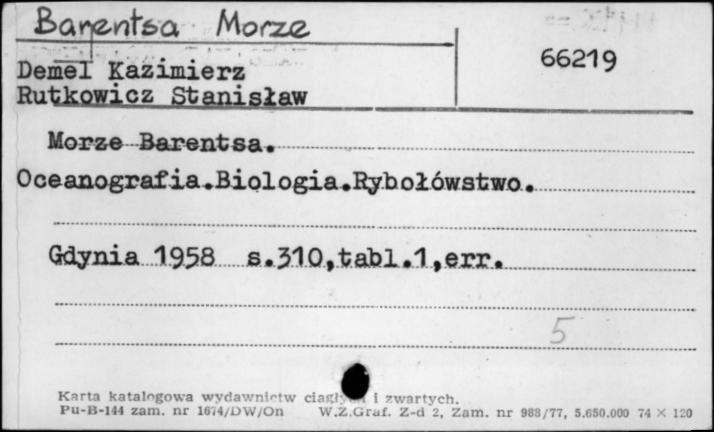 Barentsa Morze
66219
Demel Kazimierz
Rutkowicz Stanisław
Morze Barentsa.
Oceanografia.Biologia.Rybołówstwo.
Gdynia 1958 s.310,tabl.1,err.
5
Karta katalogowa wydawnictw i zwartych.
Pu-B-144 zam. nr 1674/DW/On W.Z.Graf. Z-d 2, Zam. nr 988/77, 5.650.000 74 × 120